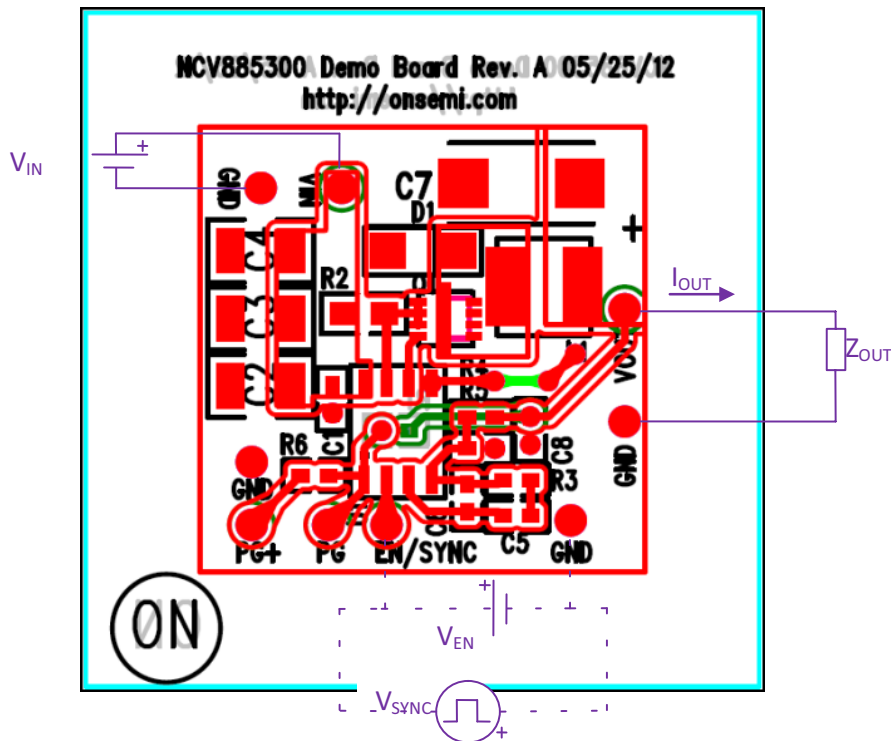 NCV885300 Demo Board Rev. A 05/25/12
http://onsemi.com
VIN
+
GND
VIN
C7
D1
C4
+
R2
IOUT
C3
ZOUT
VOUT
R4
C2
R5
C1
C8
R6
GND
GND
R3
C5
PG+
PG
EN/SYNC
GND
+
VEN
ON
VSYNC
+